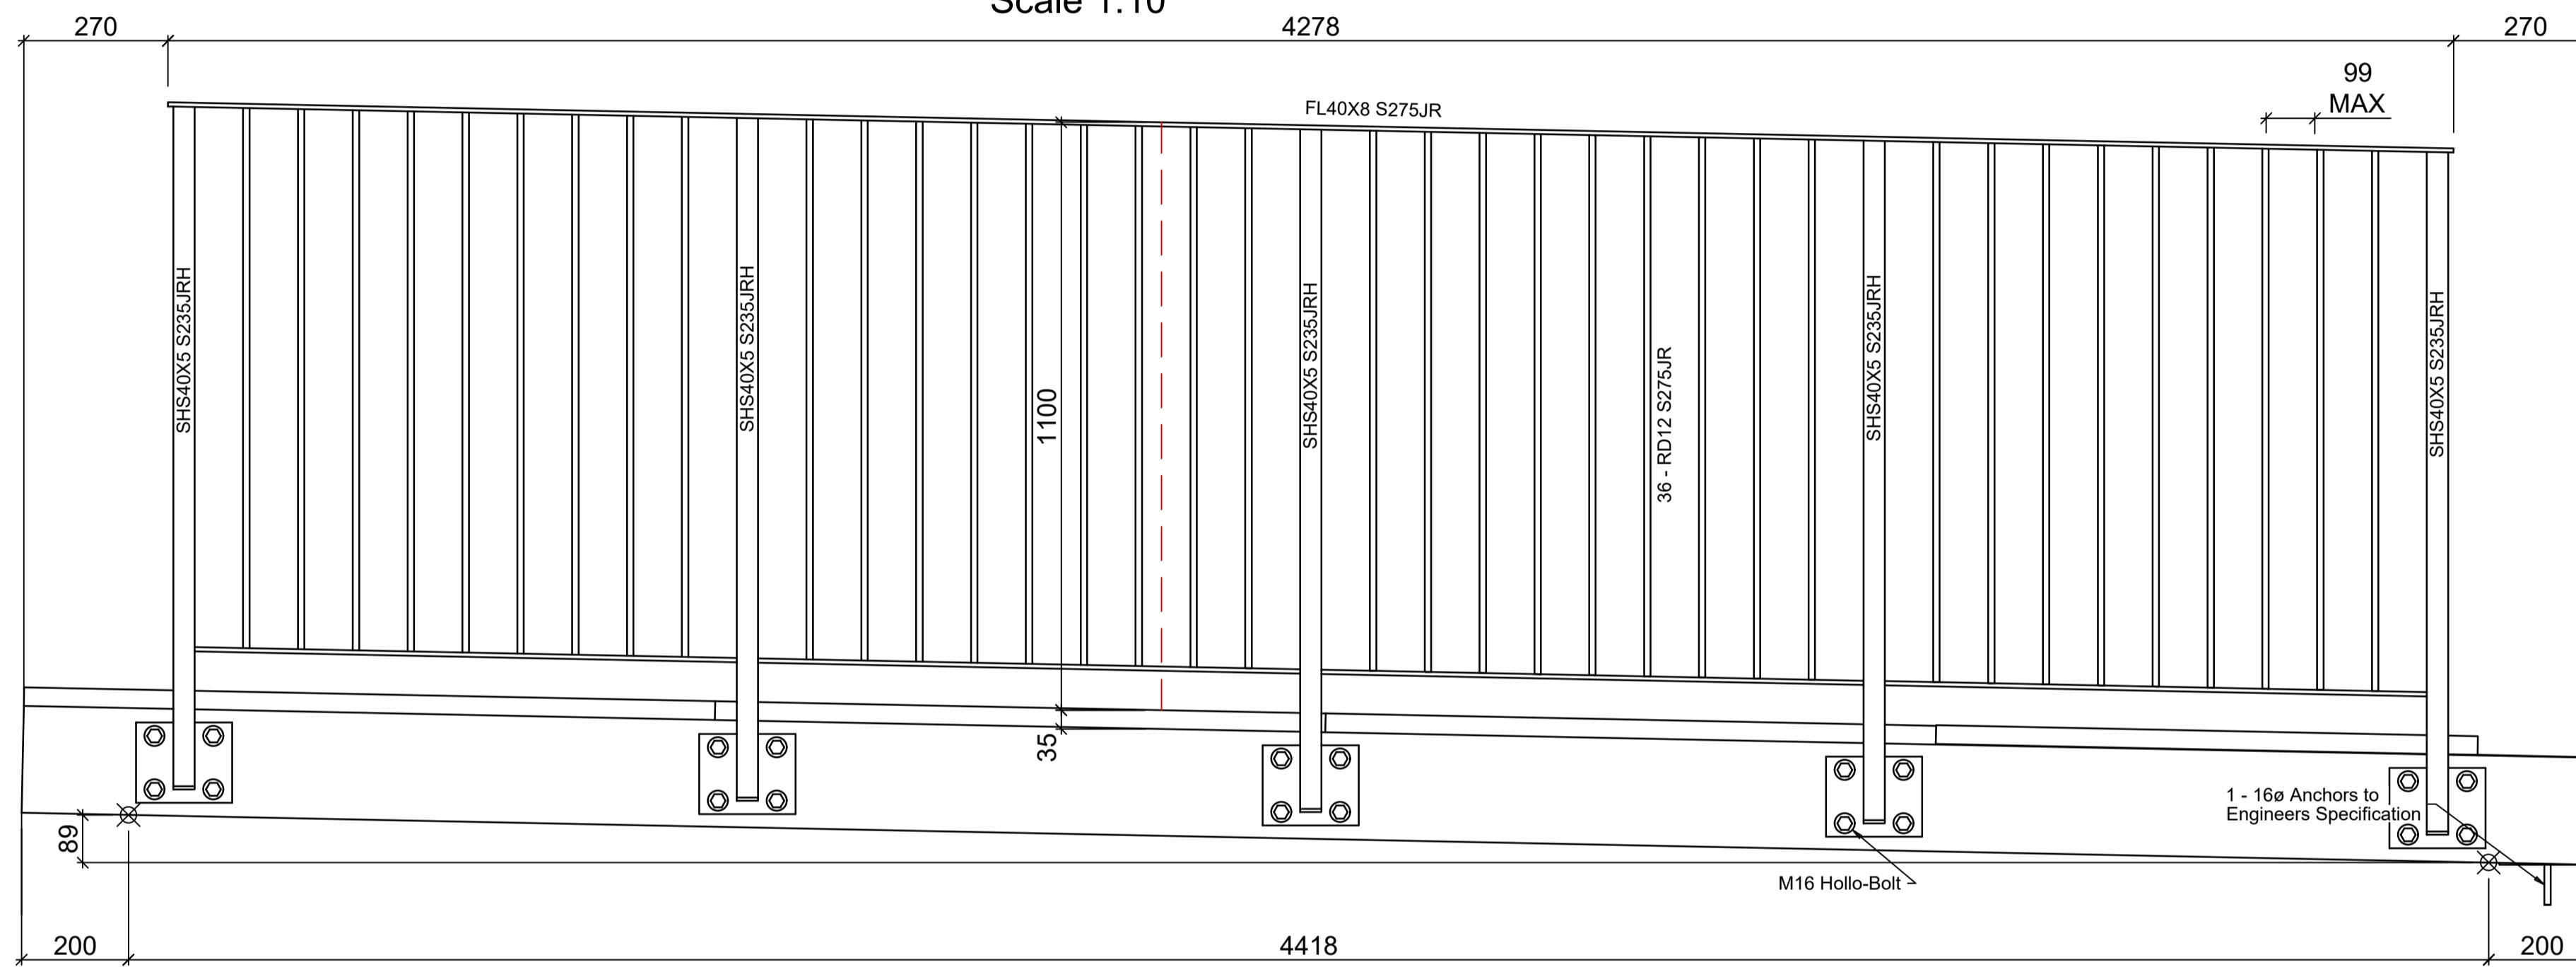 Scale 1:10
270
4278
270
99
MAX
FL40X8 S275JR
SHS40X5 S235JRH
SHS40X5 S235JRH
1100
SHS40X5 S235JRH
36 - RD12 S275JR
SHS40X5 S235JRH
SHS40X5 S235JRH
35
1 - 16ø Anchors to
Engineers Specification
89
M16 Hollo-Bolt
200
4418
200